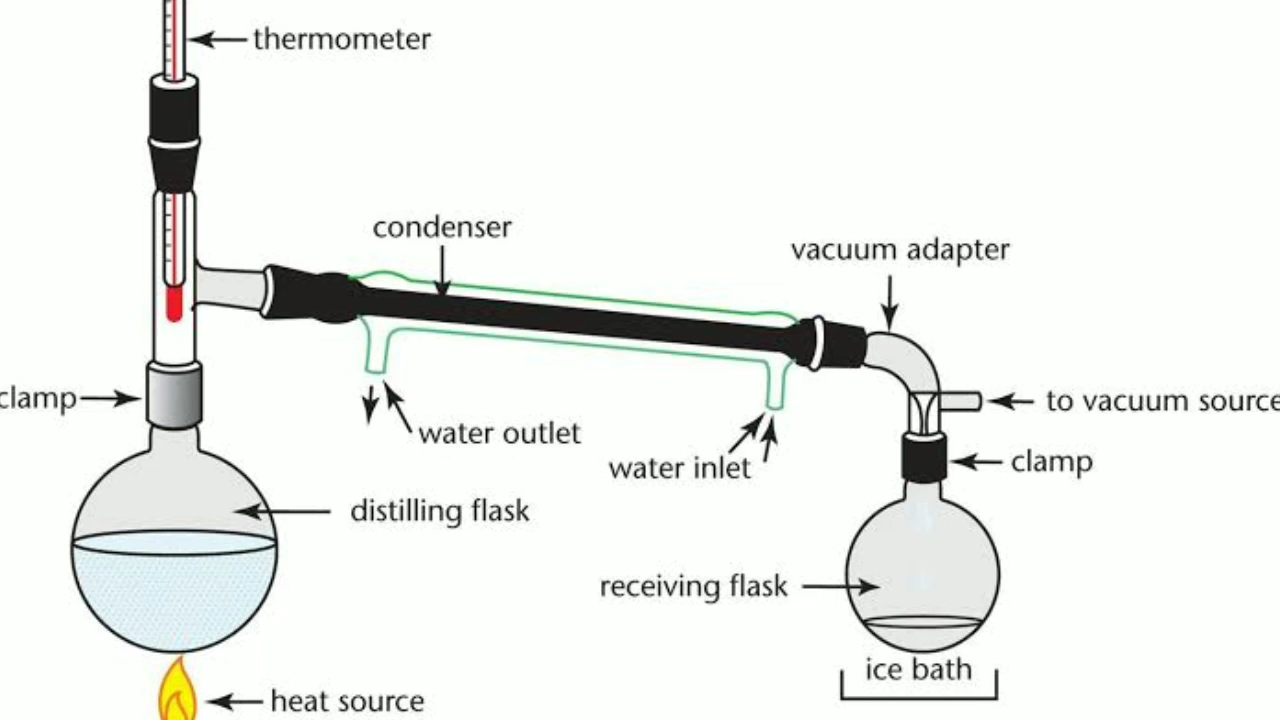 thermometer
condenser
vacuum adapter
clamp
to vacuum source
water outlet
water inlet
clamp
distilling flask
receiving flask
ice bath
heat source